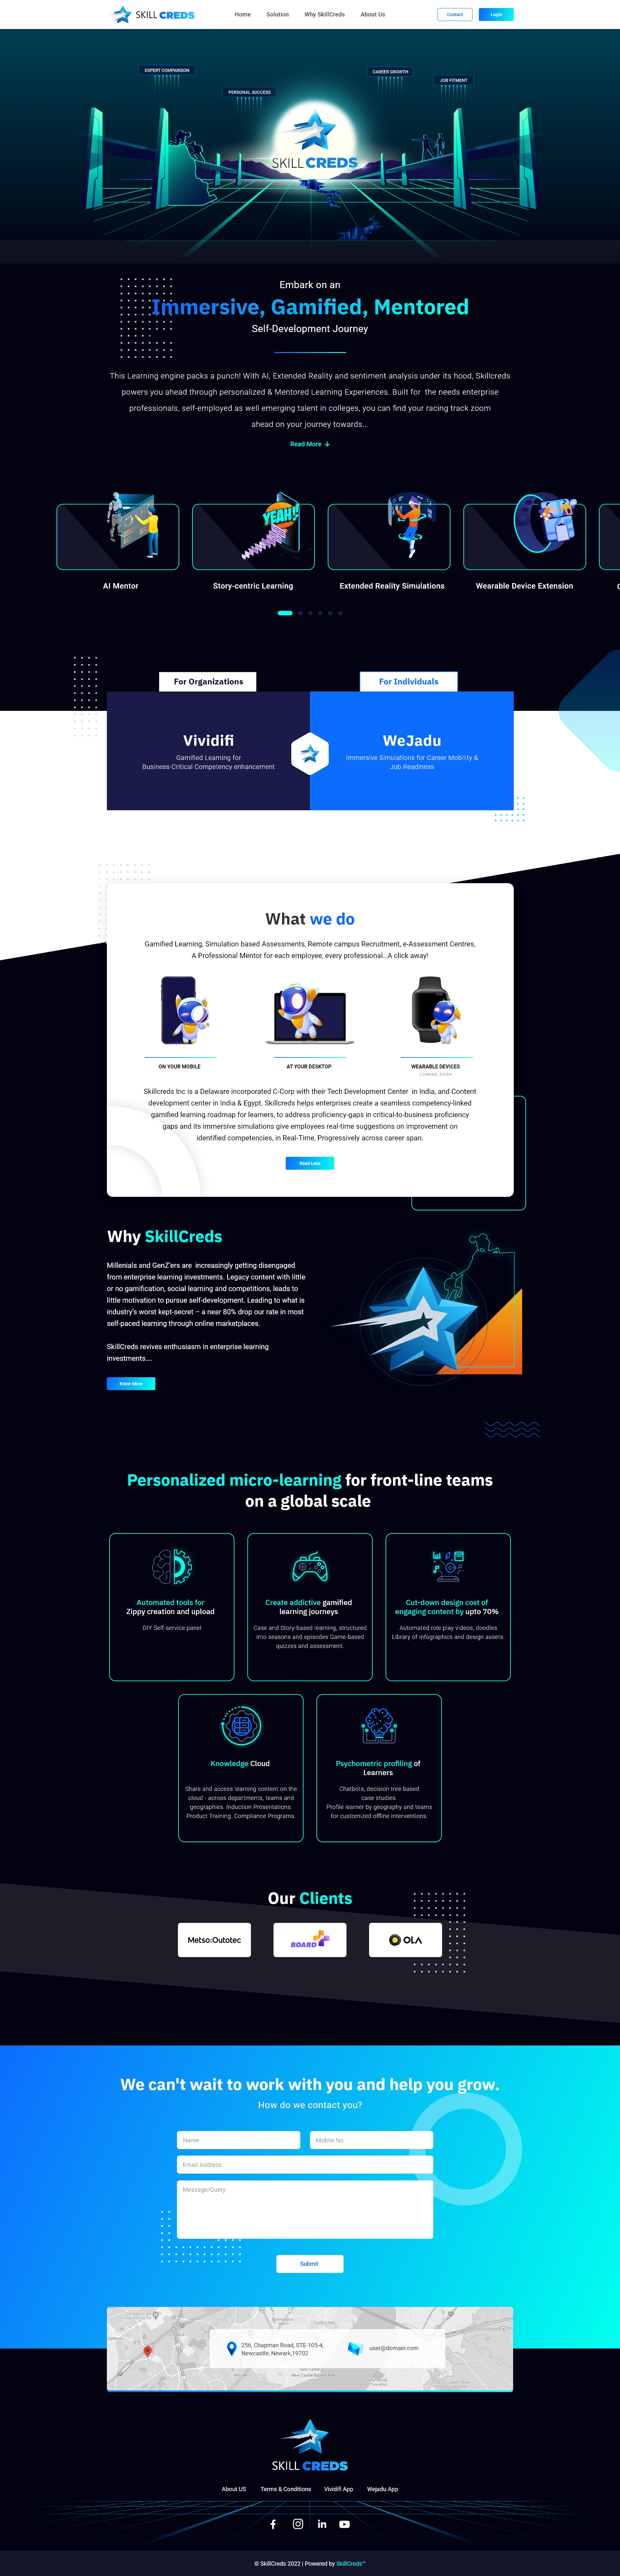 SKILL CREDS
Home Solution Why SkillCreds About Us Contact Login
EXPERT COMPARISON
PERSONAL SUCCESS
CAREER GROWTH
JOB FITMENT
SKILL CREDS
Embark on an
Immersive, Gamified, Mentored
Self-Development Journey
This Learning engine packs a punch! With AI, Extended Reality and sentiment analysis under its hood, Skillcreds
powers you ahead through personalized & Mentored Learning Experiences. Built for the needs enterprise
professionals, self-employed as well emerging talent in colleges, you can find your racing track zoom
ahead on your journey towards...
Read More ↓
YEAH!!
AI Mentor
Story-centric Learning
Extended Reality Simulations
Wearable Device Extension
For Organizations
For Individuals
Vividifi
Gamified Learning for
Business-Critical Competency enhancement
WeJadu
Immersive Simulations for Career Mobility &
Job Readiness
What we do
Gamified Learning, Simulation based Assessments, Remote campus Recruitment, e-Assessment Centres,
A Professional Mentor for each employee, every professional...A click away!
ON YOUR MOBILE
AT YOUR DESKTOP
WEARABLE DEVICES
COMING SOON
Skillcreds Inc is a Delaware incorporated C-Corp with their Tech Development Center in India, and Content
development center in India & Egypt. Skillcreds helps enterprises create a seamless competency-linked
gamified learning roadmap for learners, to address proficiency-gaps in critical-to-business proficiency
gaps and its immersive simulations give employees real-time suggestions on improvement on
identified competencies, in Real-Time, Progressively across career span.
Read Less
Why SkillCreds
Millenials and GenZ'ers are increasingly getting disengaged
from enterprise learning investments. Legacy content with little
or no gamification, social learning and competitions, leads to
little motivation to pursue self-development. Leading to what is
industry's worst kept-secret – a near 80% drop our rate in most
self-paced learning through online marketplaces.
SkillCreds revives enthusiasm in enterprise learning
investments....
Know More
Personalized micro-learning for front-line teams
on a global scale
Automated tools for
Zippy creation and upload
DIY Self-service panel
Create addictive gamified
learning journeys
Case and Story-based learning, structured
into seasons and episodes Game-based
quizzes and assessment.
Cut-down design cost of
engaging content by upto 70%
Automated role play videos, doodles
Library of infographics and design assets.
Knowledge Cloud
Share and access learning content on the
cloud - across departments, teams and
geographies. Induction Presentations.
Product Training. Compliance Programs.
Psychometric profiling of
Learners
Chatbots, decision tree based
case studies.
Profile learner by geography and teams
for customized offline interventions.
Our Clients
Metso:Outotec
BOARD
OLA
We can't wait to work with you and help you grow.
How do we contact you?
Name
Mobile No.
Email Address
Message/Query
Submit
256, Chapman Road, STE-105-4,
Newcastle, Newark,19702
user@domain.com
SKILL CREDS
About US Terms & Conditions Vividifi App Wejadu App
© SkillCreds 2022 | Powered by SkillCreds™